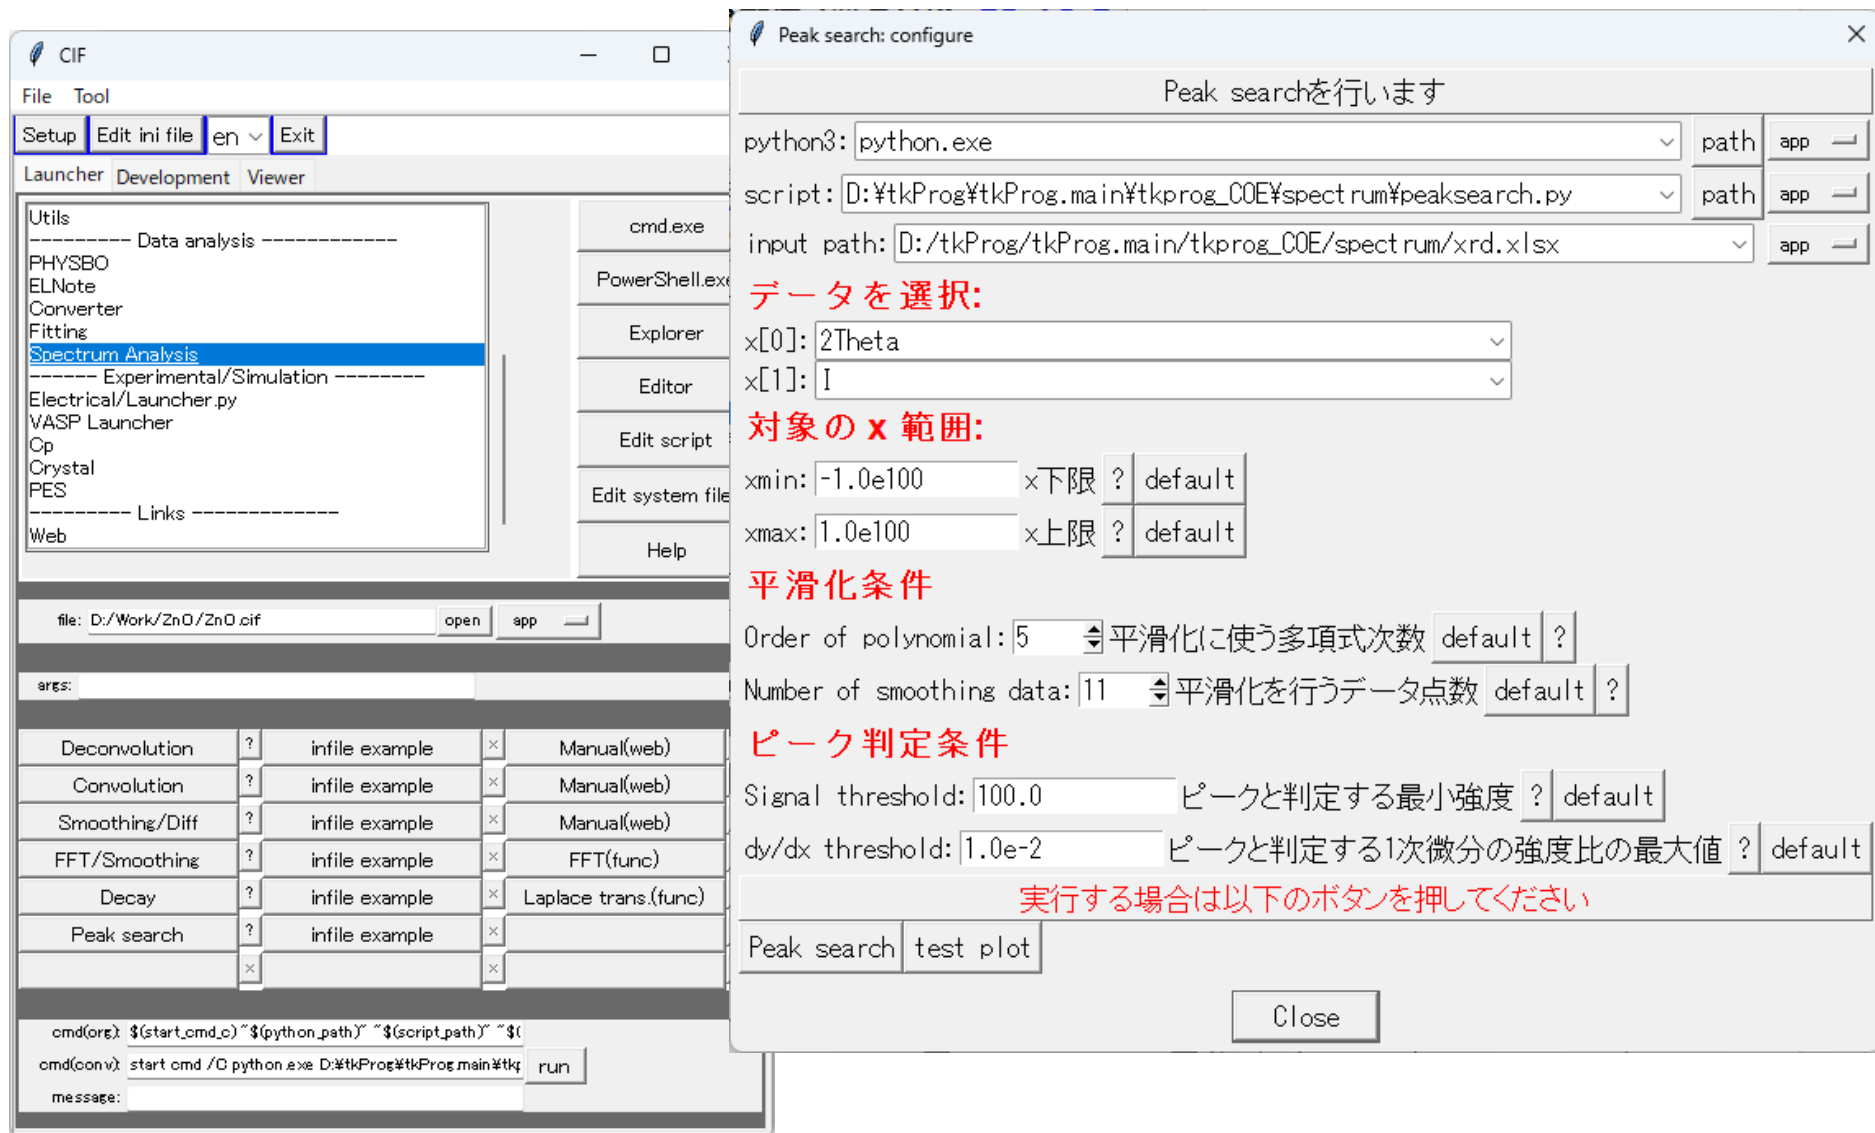 CIF
File Tool
Setup Edit ini file en Exit
Launcher Development Viewer
Utils
--------- Data analysis ------------
PHYSBO
ELNote
Converter
Fitting
Spectrum Analysis
------ Experimental/Simulation --------
Electrical/Launcher.py
VASP Launcher
Cp
Crystal
PES
--------- Links -------------
Web
cmd.exe
PowerShell.exe
Explorer
Editor
Edit script
Edit system file
Help
file: D:/Work/ZnO/ZnO.cif open app
args:
Deconvolution ? infile example × Manual(web)
Convolution ? infile example × Manual(web)
Smoothing/Diff ? infile example × Manual(web)
FFT/Smoothing ? infile example × FFT(func)
Decay ? infile example × Laplace trans.(func)
Peak search ? infile example ×
× ×
cmd(org): $(start_cmd_c) "$(python_path)" "$(script_path)" "$(
cmd(conv): start cmd /C python.exe D:¥tkProg¥tkProg.main¥tkp run
message:
Peak search: configure
Peak searchを行います
python3: python.exe path app
script: D:¥tkProg¥tkProg.main¥tkprog_COE¥spectrum¥peaksearch.py path app
input path: D:/tkProg/tkProg.main/tkprog_COE/spectrum/xrd.xlsx app
データを選択:
x[0]: 2Theta
x[1]: I
対象の x 範囲:
xmin: -1.0e100 x下限 ? default
xmax: 1.0e100 x上限 ? default
平滑化条件
Order of polynomial: 5 平滑化に使う多項式次数 default ?
Number of smoothing data: 11 平滑化を行うデータ点数 default ?
ピーク判定条件
Signal threshold: 100.0 ピークと判定する最小強度 ? default
dy/dx threshold: 1.0e-2 ピークと判定する1次微分の強度比の最大値 ? default
実行する場合は以下のボタンを押してください
Peak search test plot
Close